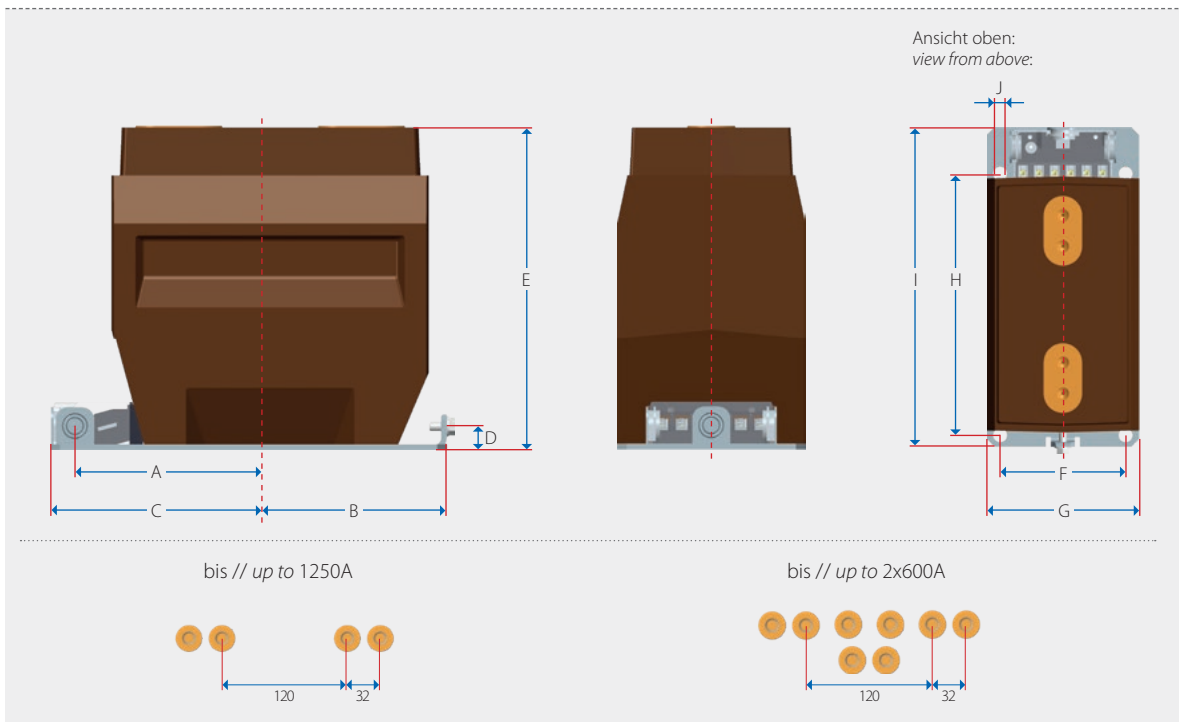 Ansicht oben:
view from above:
J
E
I
H
D
A
F
C
B
G
bis // up to 1250A
bis // up to 2x600A
120
32
120
32